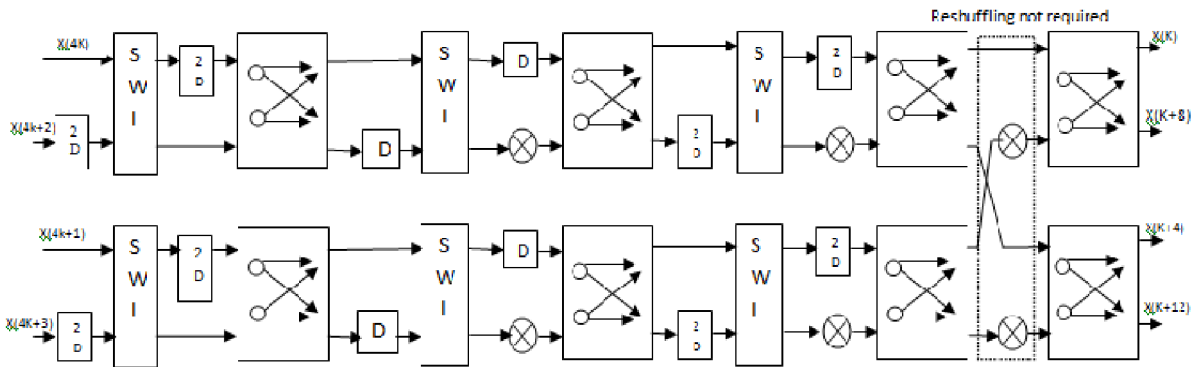 Reshuffling not required
X(4K)
S
W
I
2
D
S
W
I
D
S
W
I
2
D
X(K)
X(4k+2)
2
D
D
2
D
X(K+8)
X(4k+1)
S
W
I
2
D
S
W
I
D
S
W
I
2
D
X(K+4)
X(4K+3)
2
D
D
2
D
X(K+12)